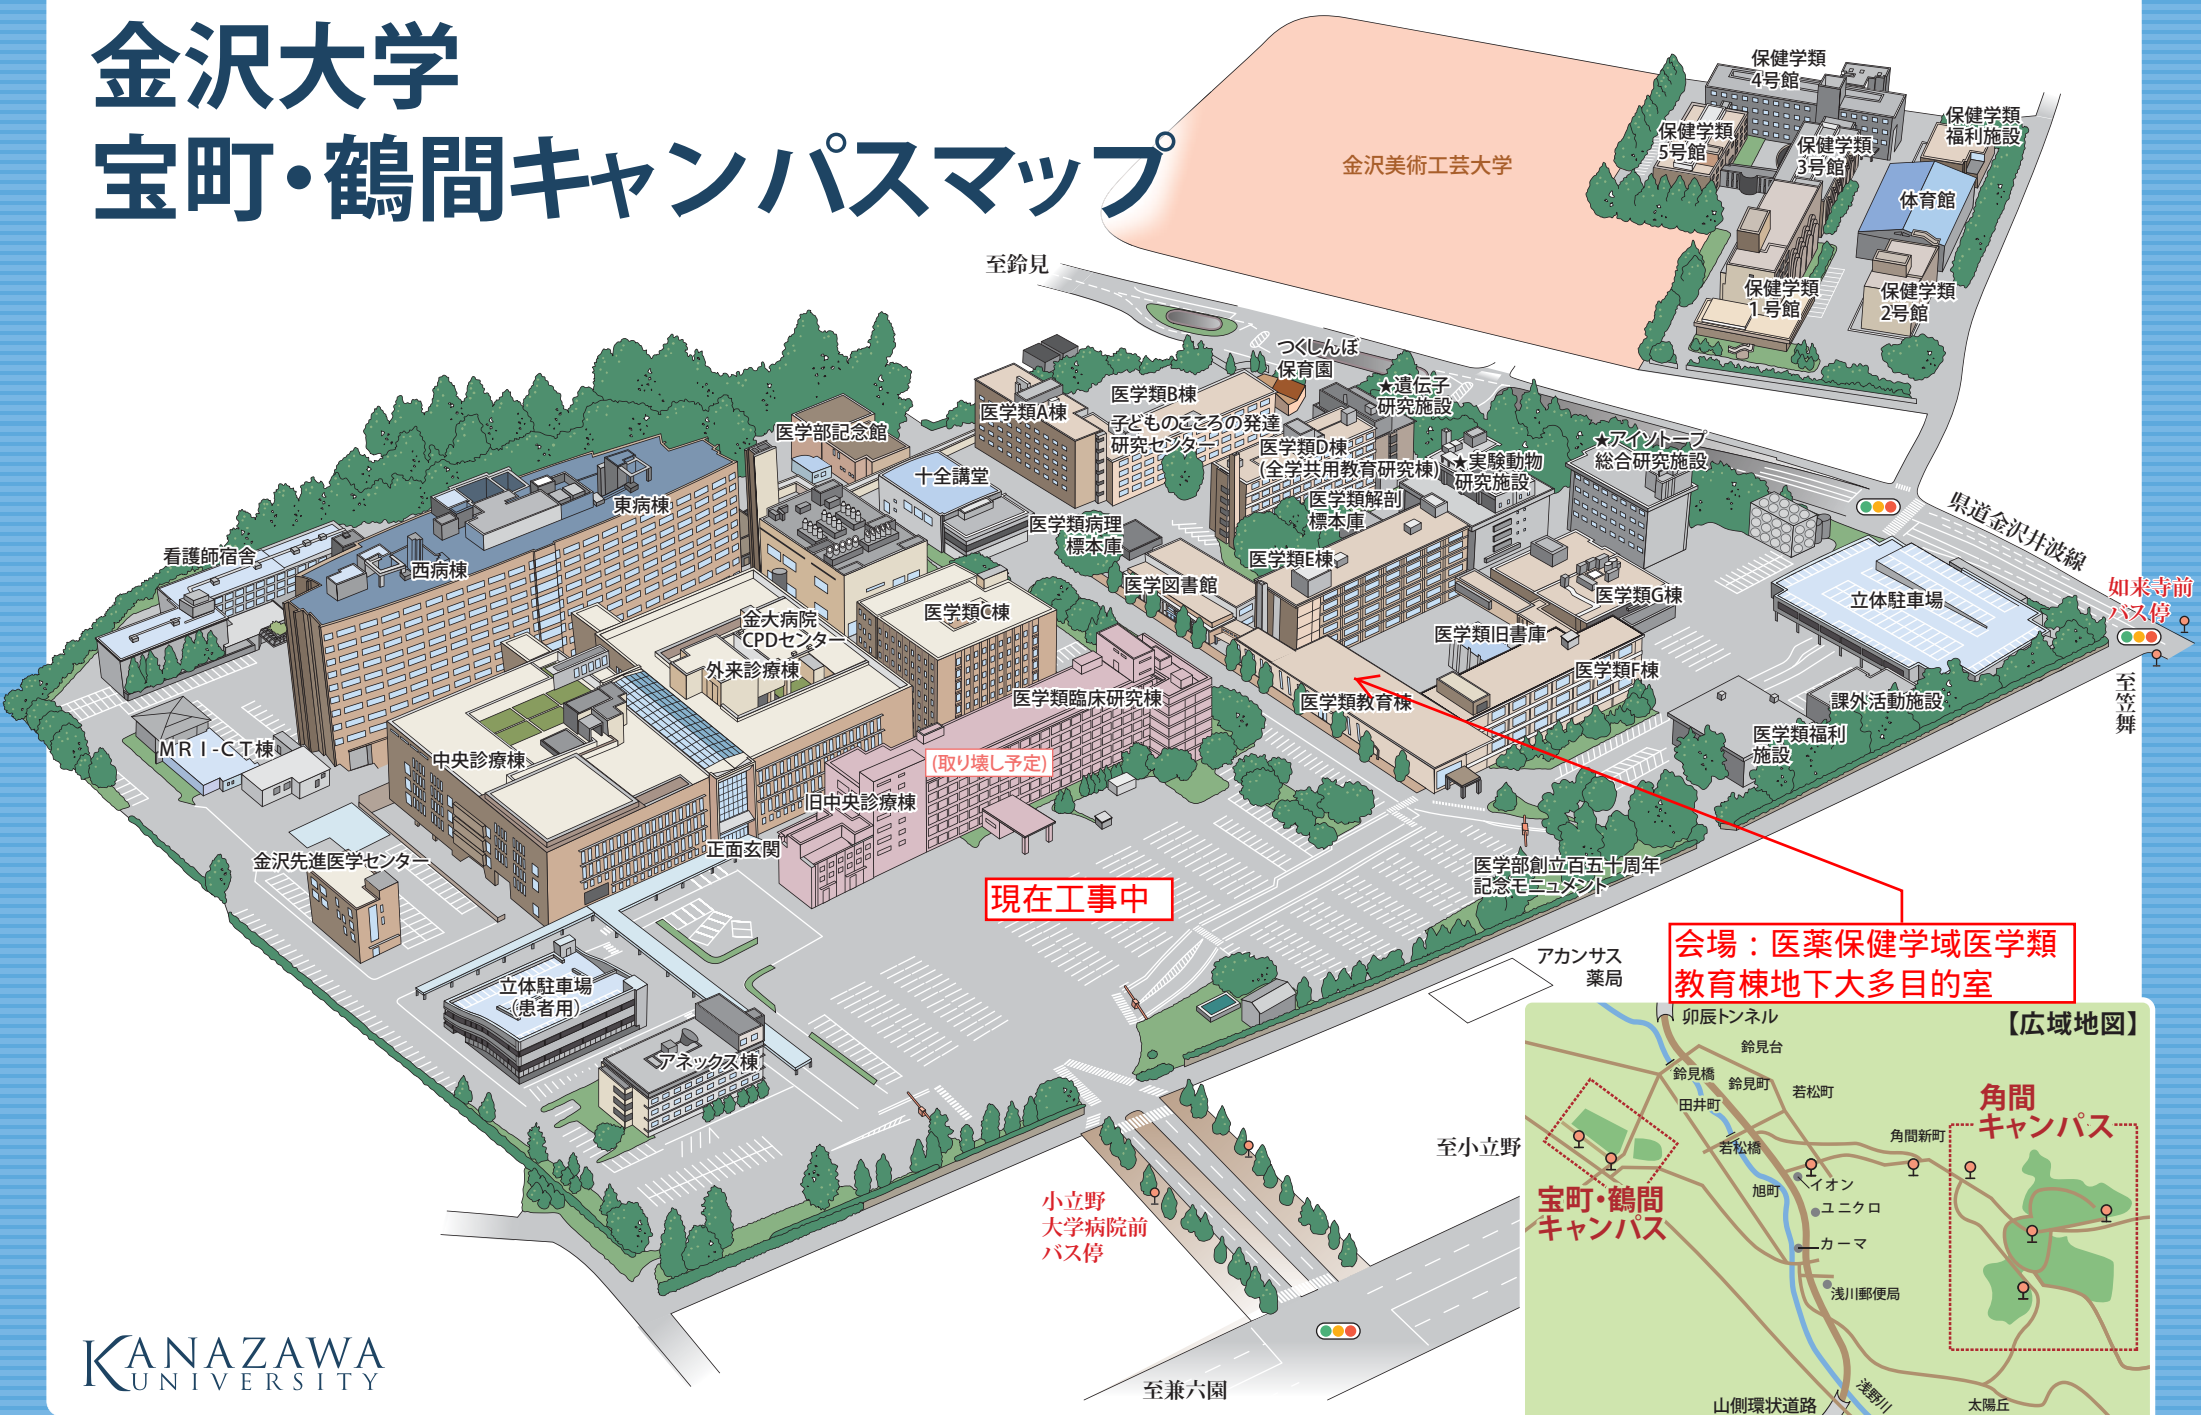 金沢大学
宝町・鶴間キャンパスマップ
金沢美術工芸大学
保健学類
4号館
保健学類
5号館
保健学類
3号館
保健学類
福利施設
体育館
保健学類
1号館
保健学類
2号館
至鈴見
つくしんぼ
保育園
★遺伝子
研究施設
医学類A棟
医学類B棟
子どものこころの発達
研究センター
医学類D棟
(全学共用教育研究棟)
★実験動物
研究施設
★アイソトープ
総合研究施設
医学部記念館
十全講堂
医学類解剖
標本庫
医学類病理
標本庫
県道金沢井波線
東病棟
西病棟
看護師宿舎
医学類E棟
医学図書館
医学類G棟
立体駐車場
如来寺前
バス停
医学類C棟
金大病院
CPDセンター
外来診療棟
医学類旧書庫
医学類F棟
医学類臨床研究棟
医学類教育棟
課外活動施設
至笠舞
医学類福利
施設
MRI-CT棟
中央診療棟
(取り壊し予定)
旧中央診療棟
正面玄関
金沢先進医学センター
医学部創立百五十周年
記念モニュメント
現在工事中
会場：医薬保健学域医学類
教育棟地下大多目的室
アカンサス
薬局
立体駐車場
(患者用)
アネックス棟
至小立野
小立野
大学病院前
バス停
至兼六園
KANAZAWA
UNIVERSITY
【広域地図】
卯辰トンネル
鈴見台
鈴見橋
鈴見町
若松町
田井町
角間
キャンパス
角間新町
若松橋
旭町
イオン
ユニクロ
宝町・鶴間
キャンパス
カーマ
浅川郵便局
山側環状道路
浅野川
太陽丘